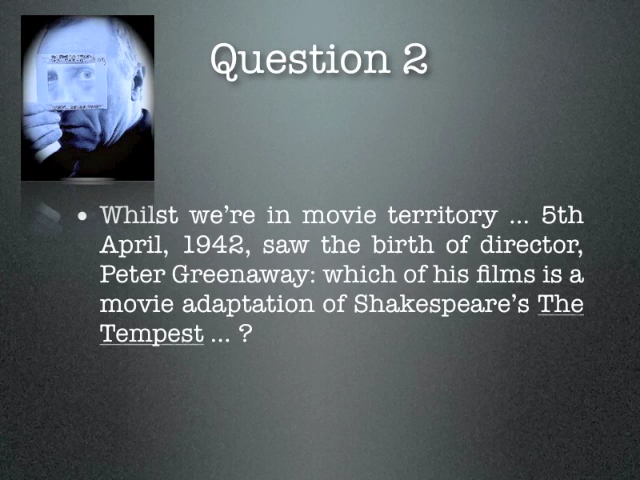 Question 2
• Whilst we're in movie territory ... 5th
April, 1942, saw the birth of director,
Peter Greenaway: which of his films is a
movie adaptation of Shakespeare's The
Tempest ... ?